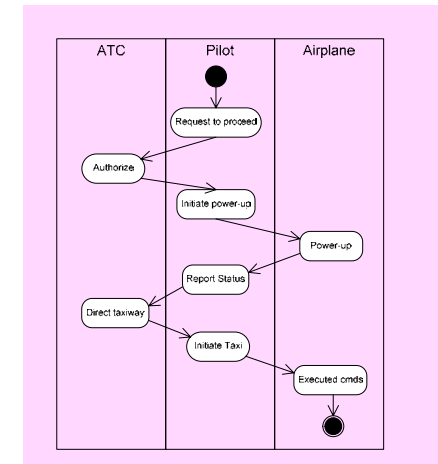 ATC Pilot Airplane
Request to proceed
Authorize
Initiate power-up
Power-up
Report Status
Direct taxiway
Initiate Taxi
Executed cmds